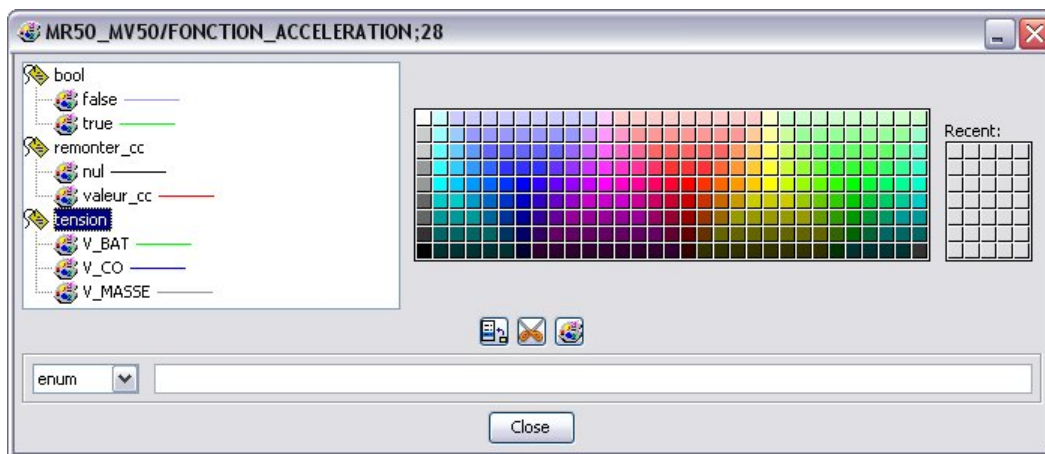 MR50_MV50/FONCTION_ACCELERATION;28
bool
false
true
remonter_cc
nul
valeur_cc
tension
V_BAT
V_CO
V_MASSE
Recent:
enum
Close